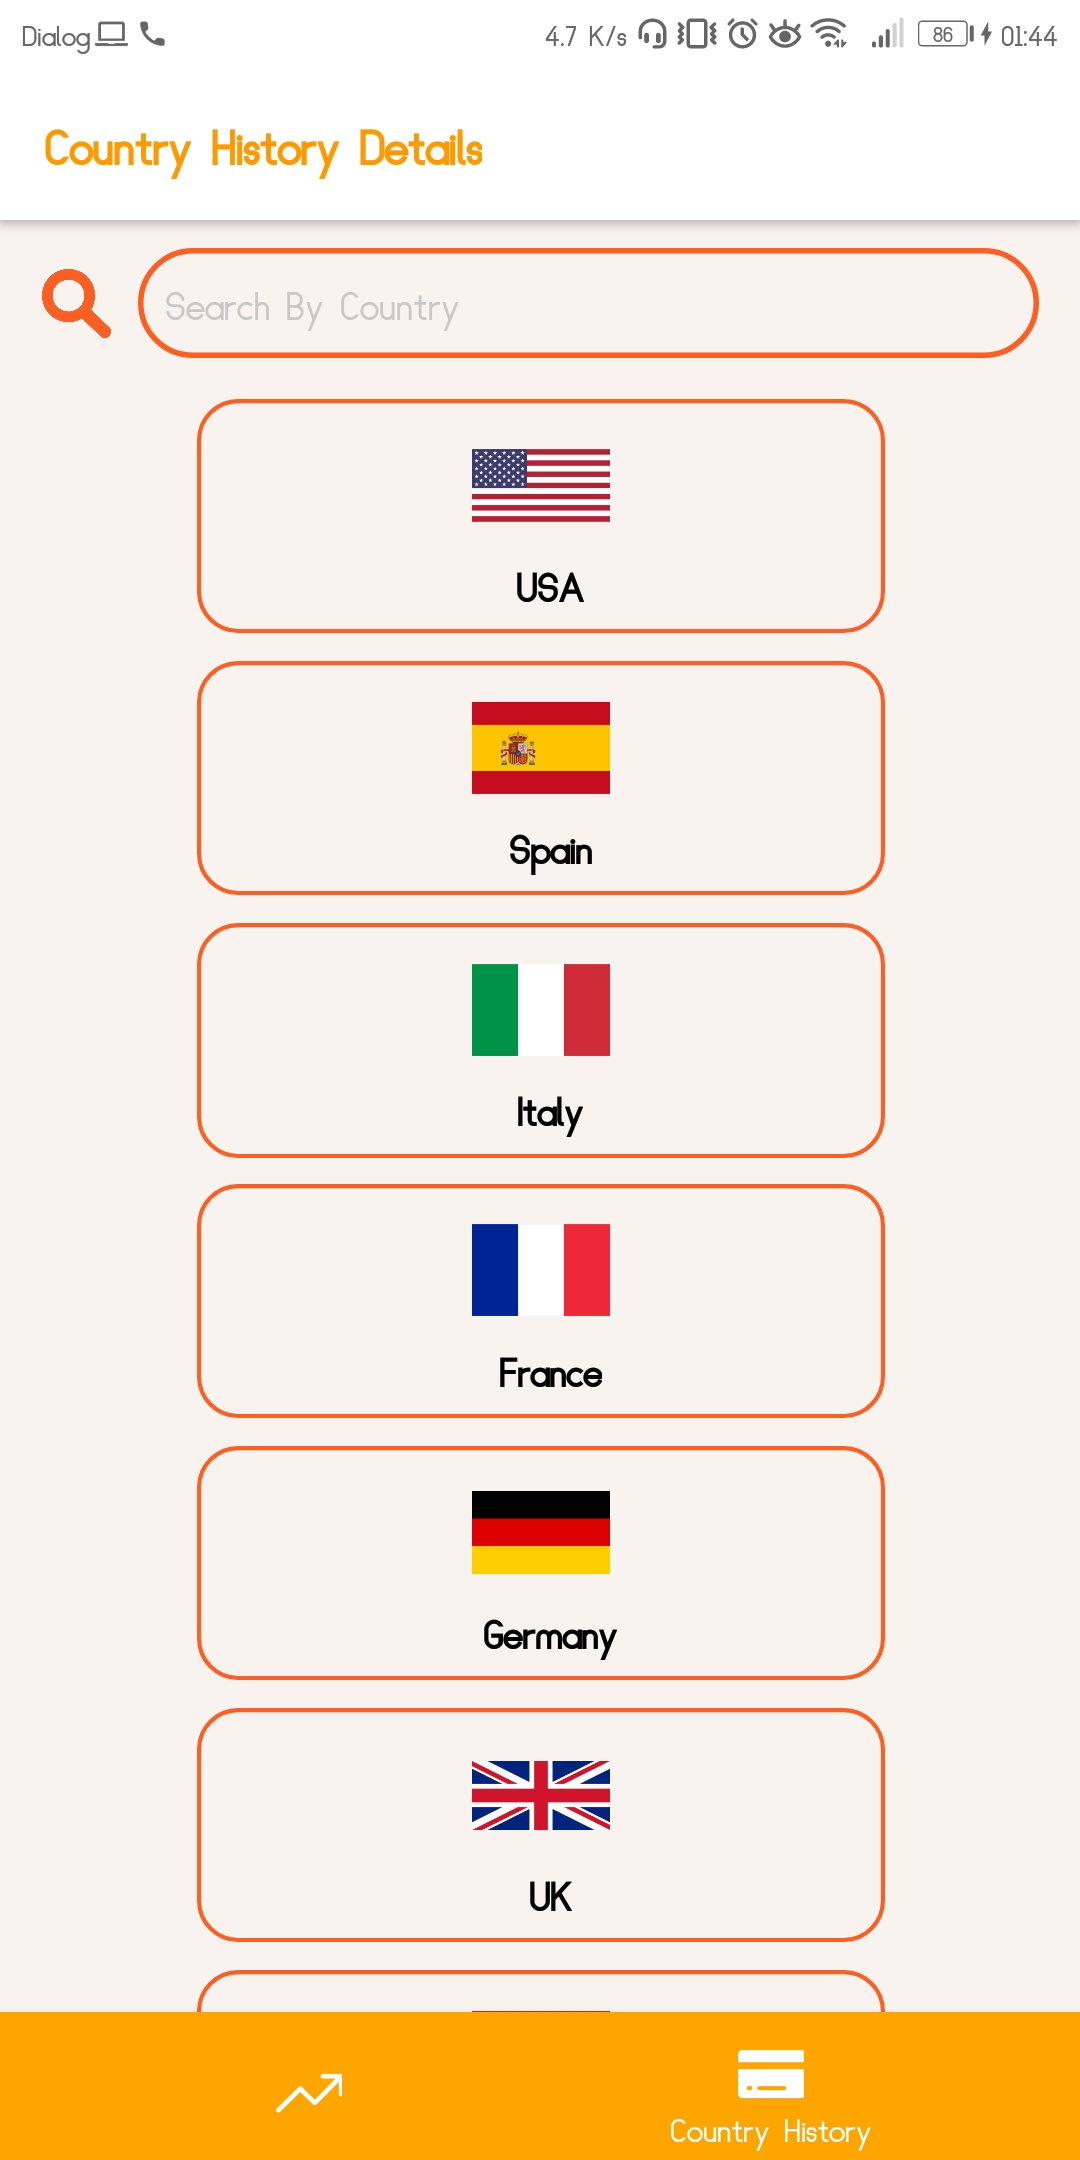 Dialog 4.7 K/s 86 01:44
Country History Details
Search By Country
USA
Spain
Italy
France
Germany
UK
Country History